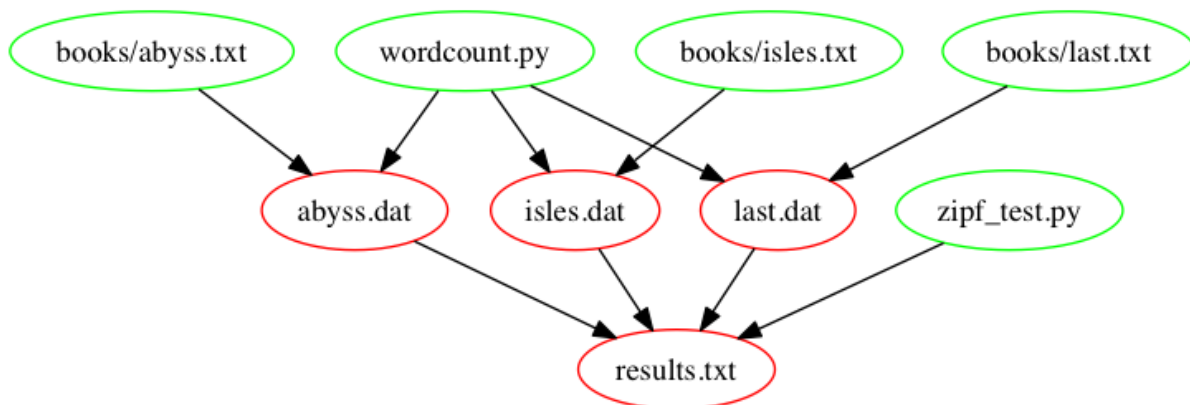 books/abyss.txt
wordcount.py
books/isles.txt
books/last.txt
abyss.dat
isles.dat
last.dat
zipf_test.py
results.txt